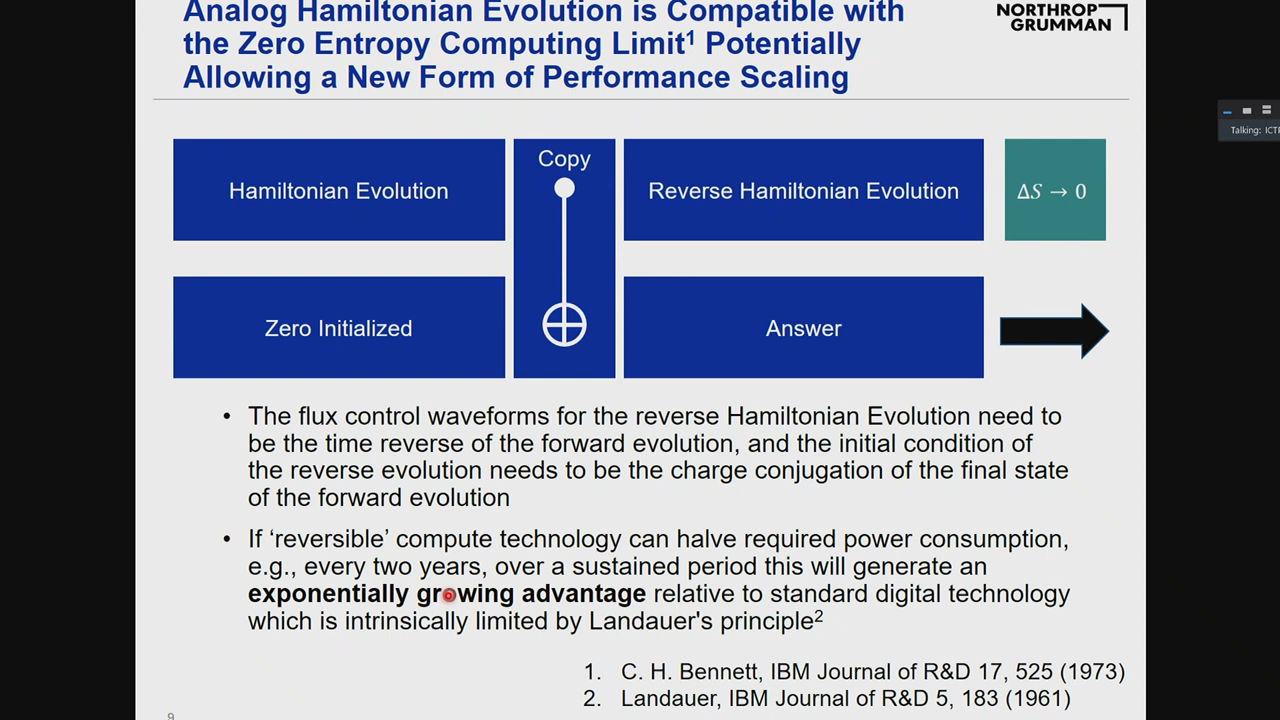 Analog Hamiltonian Evolution is Compatible with
the Zero Entropy Computing Limit¹ Potentially
Allowing a New Form of Performance Scaling
NORTHROP
GRUMMAN
Hamiltonian Evolution
Copy
Reverse Hamiltonian Evolution
ΔS → 0
Zero Initialized
Answer
• The flux control waveforms for the reverse Hamiltonian Evolution need to
be the time reverse of the forward evolution, and the initial condition of
the reverse evolution needs to be the charge conjugation of the final state
of the forward evolution
• If ‘reversible’ compute technology can halve required power consumption,
e.g., every two years, over a sustained period this will generate an
exponentially growing advantage relative to standard digital technology
which is intrinsically limited by Landauer's principle²
1. C. H. Bennett, IBM Journal of R&D 17, 525 (1973)
2. Landauer, IBM Journal of R&D 5, 183 (1961)
9
Talking: